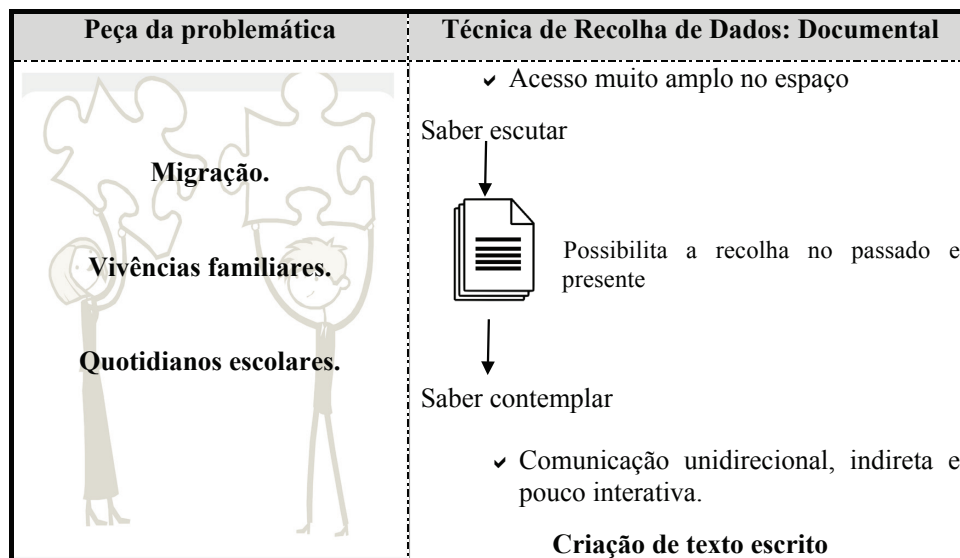 Peça da problemática
Técnica de Recolha de Dados: Documental
Migração.
Vivências familiares.
Quotidianos escolares.
✓ Acesso muito amplo no espaço
Saber escutar
Possibilita a recolha no passado e
presente
Saber contemplar
✓ Comunicação unidirecional, indireta e
pouco interativa.
Criação de texto escrito